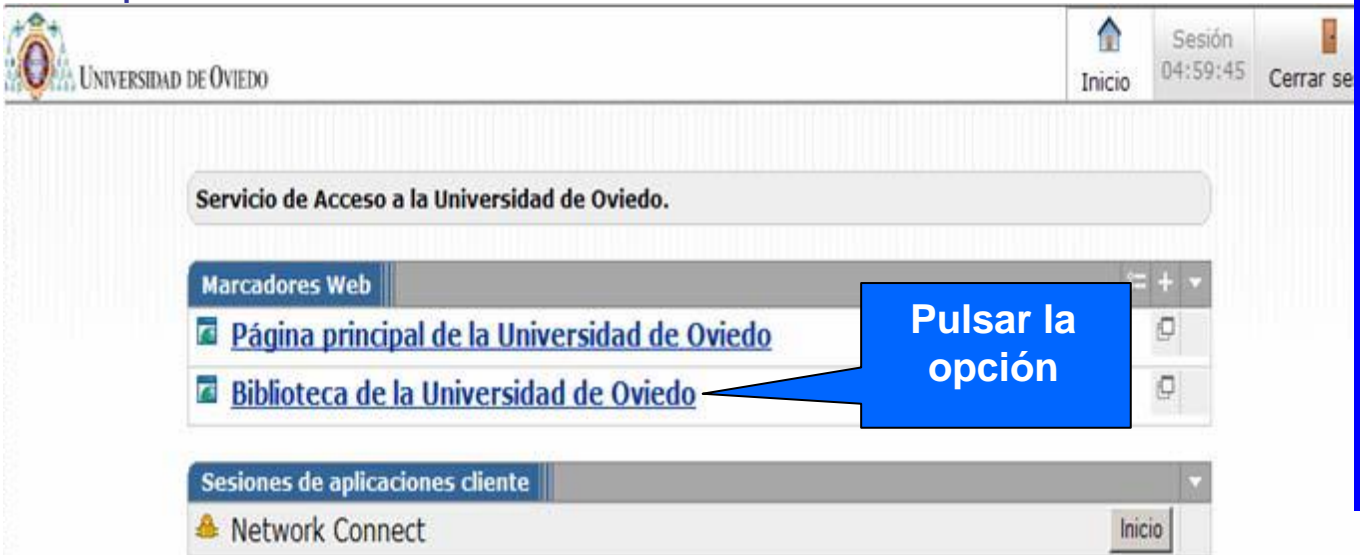 UNIVERSIDAD DE OVIEDO
Inicio
Sesión
04:59:45
Cerrar se
Servicio de Acceso a la Universidad de Oviedo.
Marcadores Web
Página principal de la Universidad de Oviedo
Biblioteca de la Universidad de Oviedo
Pulsar la
opción
Sesiones de aplicaciones cliente
Network Connect
Inicio